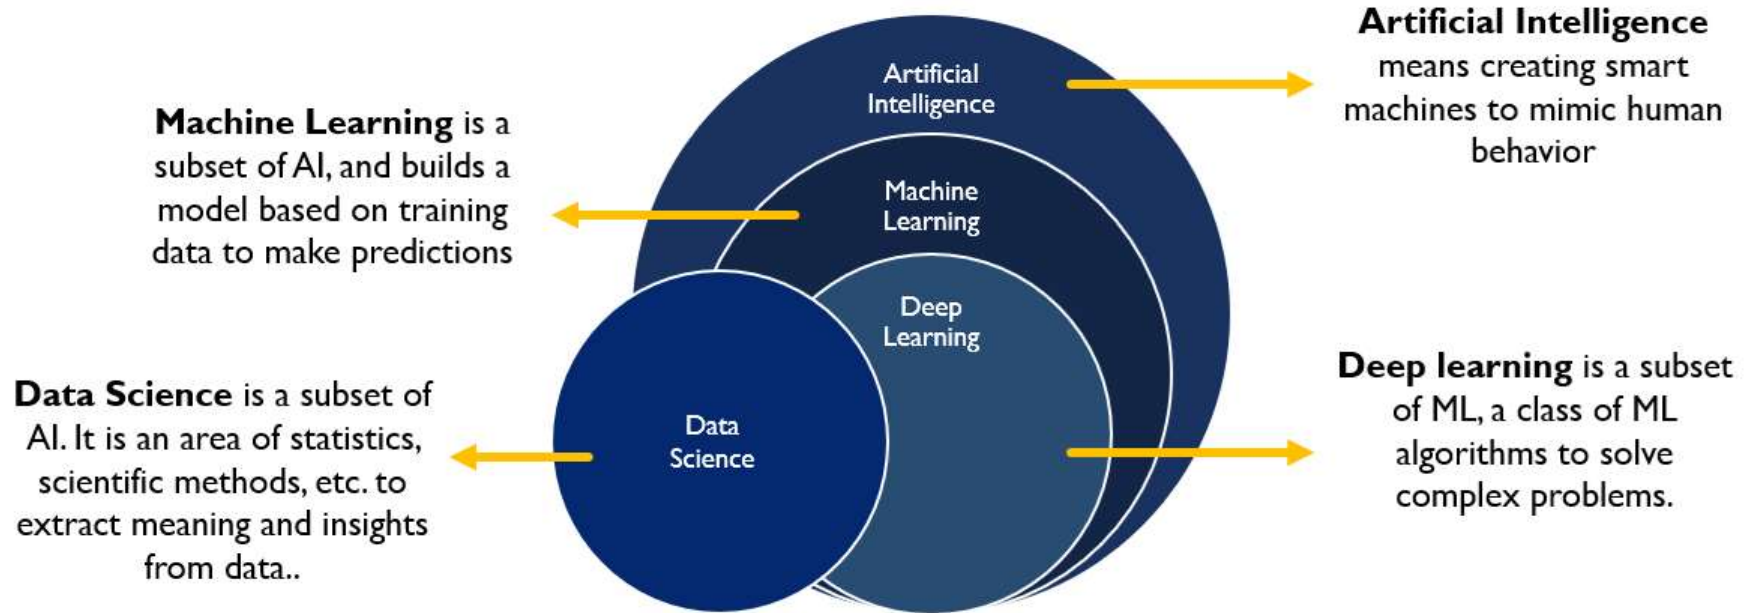 Artificial Intelligence
means creating smart
machines to mimic human
behavior
Artificial
Intelligence
Machine Learning is a
subset of AI, and builds a
model based on training
data to make predictions
Machine
Learning
Deep
Learning
Deep learning is a subset
of ML, a class of ML
algorithms to solve
complex problems.
Data Science is a subset of
AI. It is an area of statistics,
scientific methods, etc. to
extract meaning and insights
from data..
Data
Science